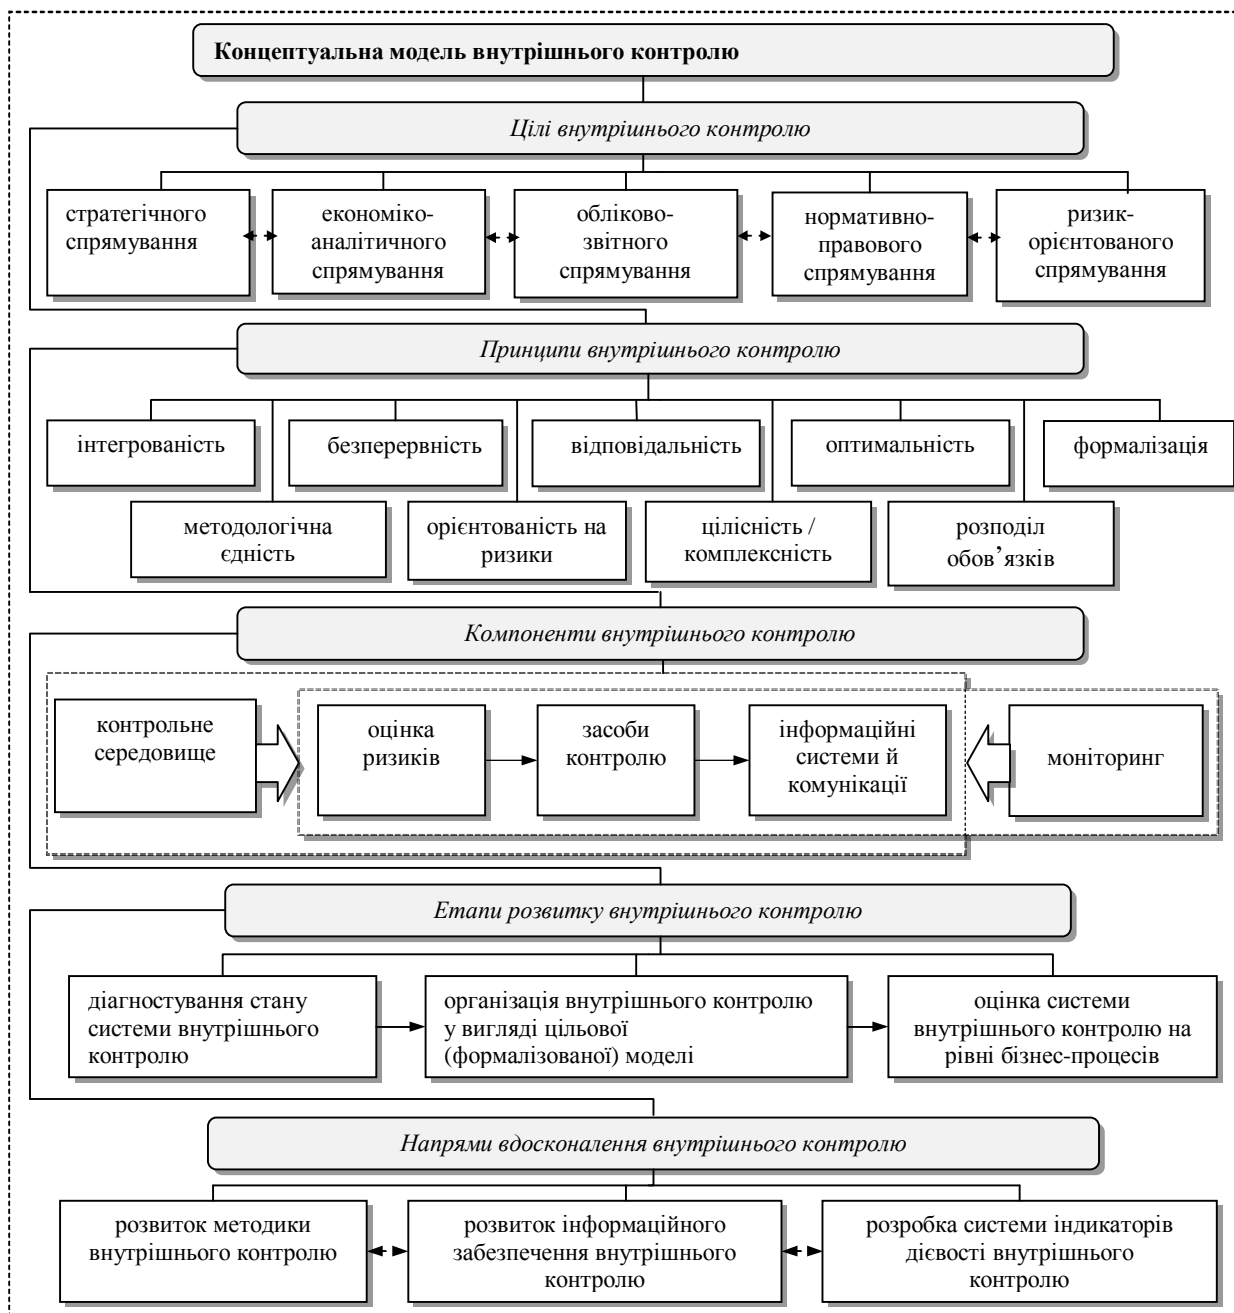 Концептуальна модель внутрішнього контролю
Цілі внутрішнього контролю
стратегічного
спрямування
економіко-
аналітичного
спрямування
обліково-
звітного
спрямування
нормативно-
правового
спрямування
ризик-
орієнтованого
спрямування
Принципи внутрішнього контролю
інтегрованість
безперервність
відповідальність
оптимальність
формалізація
методологічна
єдність
орієнтованість на
ризики
цілісність /
комплексність
розподіл
обов’язків
Компоненти внутрішнього контролю
контрольне
середовище
оцінка
ризиків
засоби
контролю
інформаційні
системи й
комунікації
моніторинг
Етапи розвитку внутрішнього контролю
діагностування стану
системи внутрішнього
контролю
організація внутрішнього контролю
у вигляді цільової
(формалізованої) моделі
оцінка системи
внутрішнього контролю на
рівні бізнес-процесів
Напрями вдосконалення внутрішнього контролю
розвиток методики
внутрішнього контролю
розвиток інформаційного
забезпечення внутрішнього
контролю
розробка системи індикаторів
дієвості внутрішнього
контролю